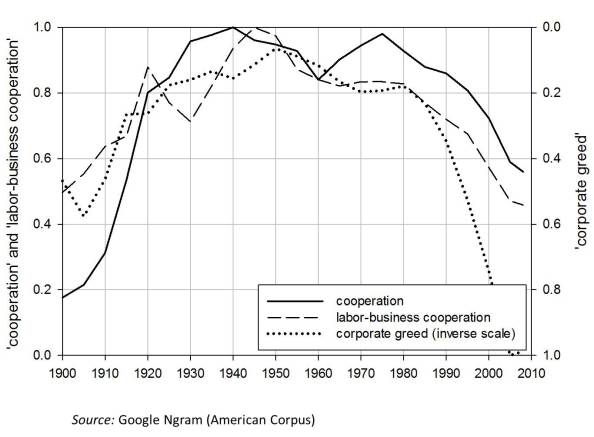 1.0
0.8
0.6
0.4
0.2
0.0
'cooperation' and 'labor-business cooperation'
0.0
0.2
0.4
0.6
0.8
1.0
'corporate greed'
cooperation
labor-business cooperation
corporate greed (inverse scale)
1900 1910 1920 1930 1940 1950 1960 1970 1980 1990 2000 2010
Source: Google Ngram (American Corpus)